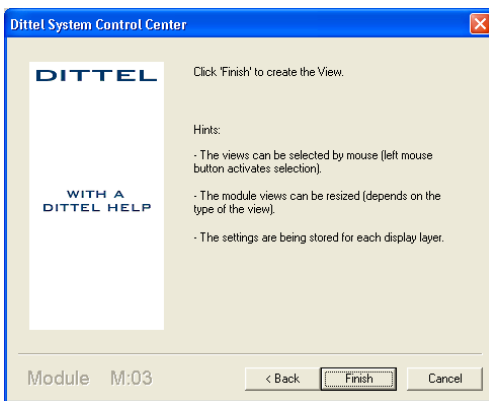 Dittel System Control Center
DITTEL
WITH A
DITTEL HELP
Click 'Finish' to create the View.
Hints:
- The views can be selected by mouse (left mouse
button activates selection).
- The module views can be resized (depends on the
type of the view).
- The settings are being stored for each display layer.
Module M:03
< Back
Finish
Cancel